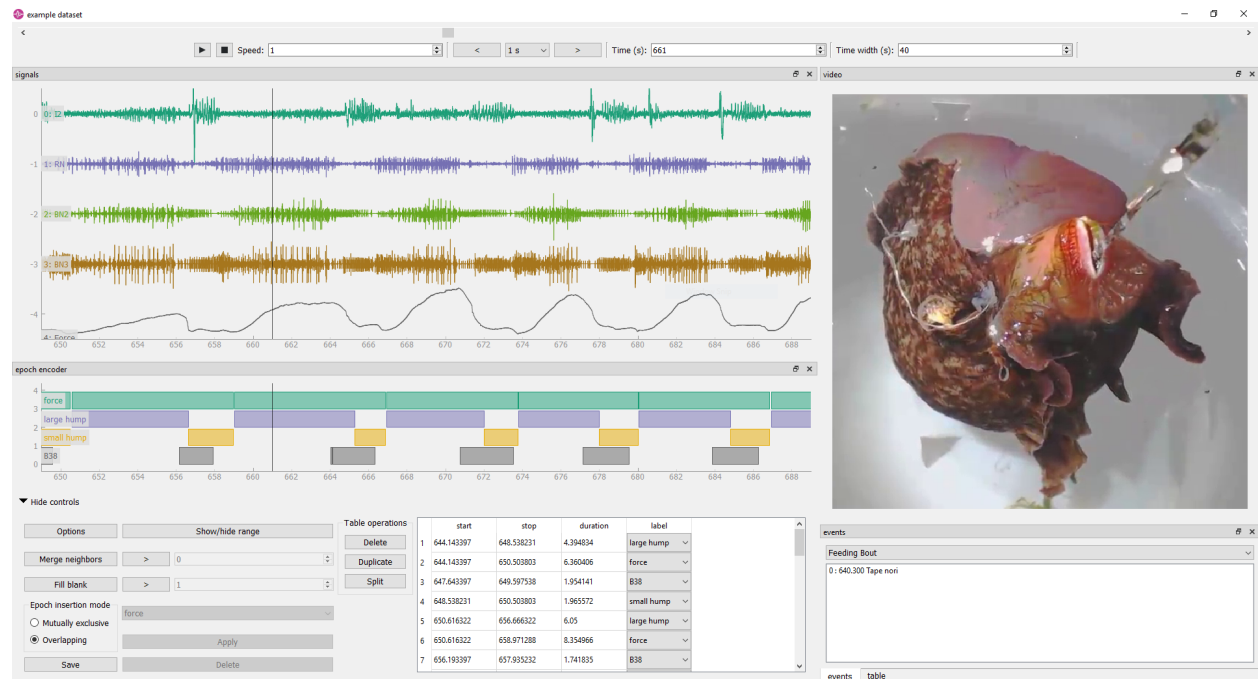 example dataset
Speed: 1
<
1 s
>
Time (s): 661
Time width (s): 40
signals
video
0
0: I2
-1
1: RN
-2
2: BN2
-3
3: BN3
-4
4: Force
650 652 654 656 658 660 662 664 666 668 670 672 674 676 678 680 682 684 686 688
epoch encoder
4
force
3
large hump
2
small hump
1
B38
0
650 652 654 656 658 660 662 664 666 668 670 672 674 676 678 680 682 684 686 688
Hide controls
Options
Show/hide range
Merge neighbors
>
0
Fill blank
>
1
Epoch insertion mode
Mutually exclusive
Overlapping
force
Apply
Save
Delete
Table operations
Delete
Duplicate
Split
start stop duration label
1 644.143397 648.538231 4.394834 large hump
2 644.143397 650.503803 6.360406 force
3 647.643397 649.597538 1.954141 B38
4 648.538231 650.503803 1.965572 small hump
5 650.616322 656.666322 6.05 large hump
6 650.616322 658.971288 8.354966 force
7 656.193397 657.935232 1.741835 B38
events
Feeding Bout
0 : 640.300 Tape nori
events table